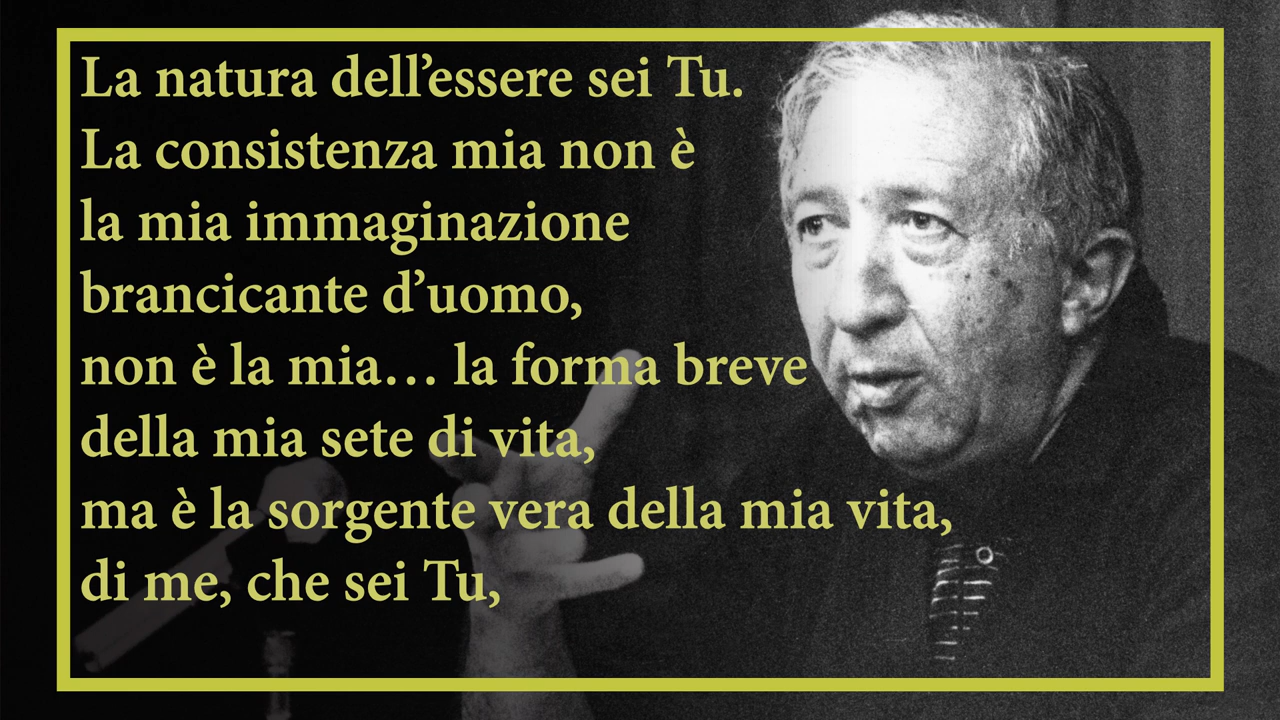 La natura dell’essere sei Tu.
La consistenza mia non è
la mia immaginazione
brancicante d’uomo,
non è la mia… la forma breve
della mia sete di vita,
ma è la sorgente vera della mia vita,
di me, che sei Tu,